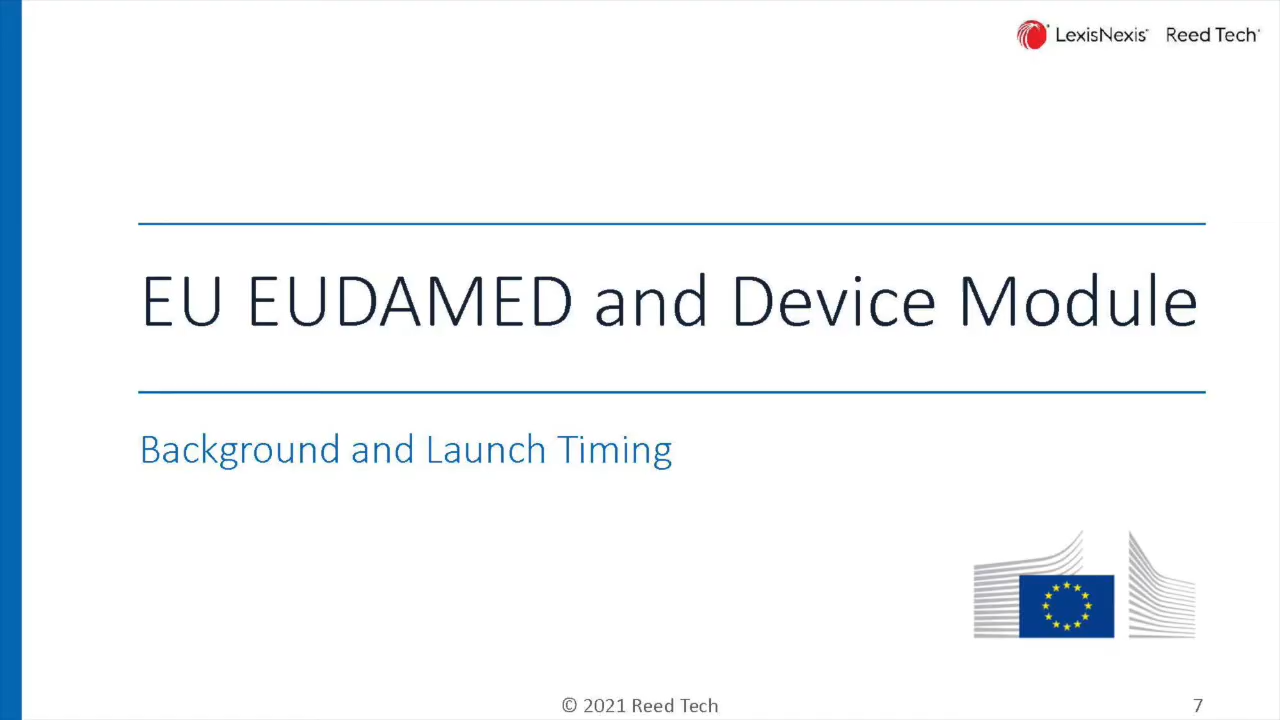 LexisNexis® Reed Tech®
EU EUDAMED and Device Module
Background and Launch Timing
© 2021 Reed Tech
7